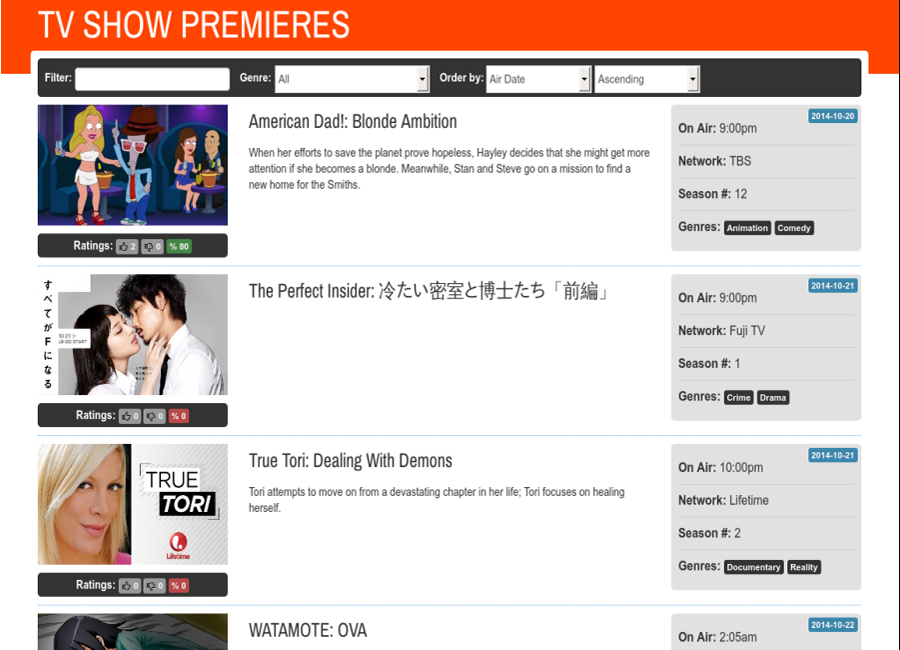 TV SHOW PREMIERES
Filter: Genre: All Order by: Air Date Ascending
American Dad!: Blonde Ambition
When her efforts to save the planet prove hopeless, Hayley decides that she might get more
attention if she becomes a blonde. Meanwhile, Stan and Steve go on a mission to find a
new home for the Smiths.
Ratings: 2 0 % 80
2014-10-20
On Air: 9:00pm
Network: TBS
Season #: 12
Genres: Animation Comedy
すべてがFになる
The Perfect Insider: 冷たい密室と博士たち「前編」
Ratings: 0 0 % 0
2014-10-21
On Air: 9:00pm
Network: Fuji TV
Season #: 1
Genres: Crime Drama
TRUE
TORI
Lifetime
True Tori: Dealing With Demons
Tori attempts to move on from a devastating chapter in her life; Tori focuses on healing
herself.
Ratings: 0 0 % 0
2014-10-21
On Air: 10:00pm
Network: Lifetime
Season #: 2
Genres: Documentary Reality
WATAMOTE: OVA
2014-10-22
On Air: 2:05am